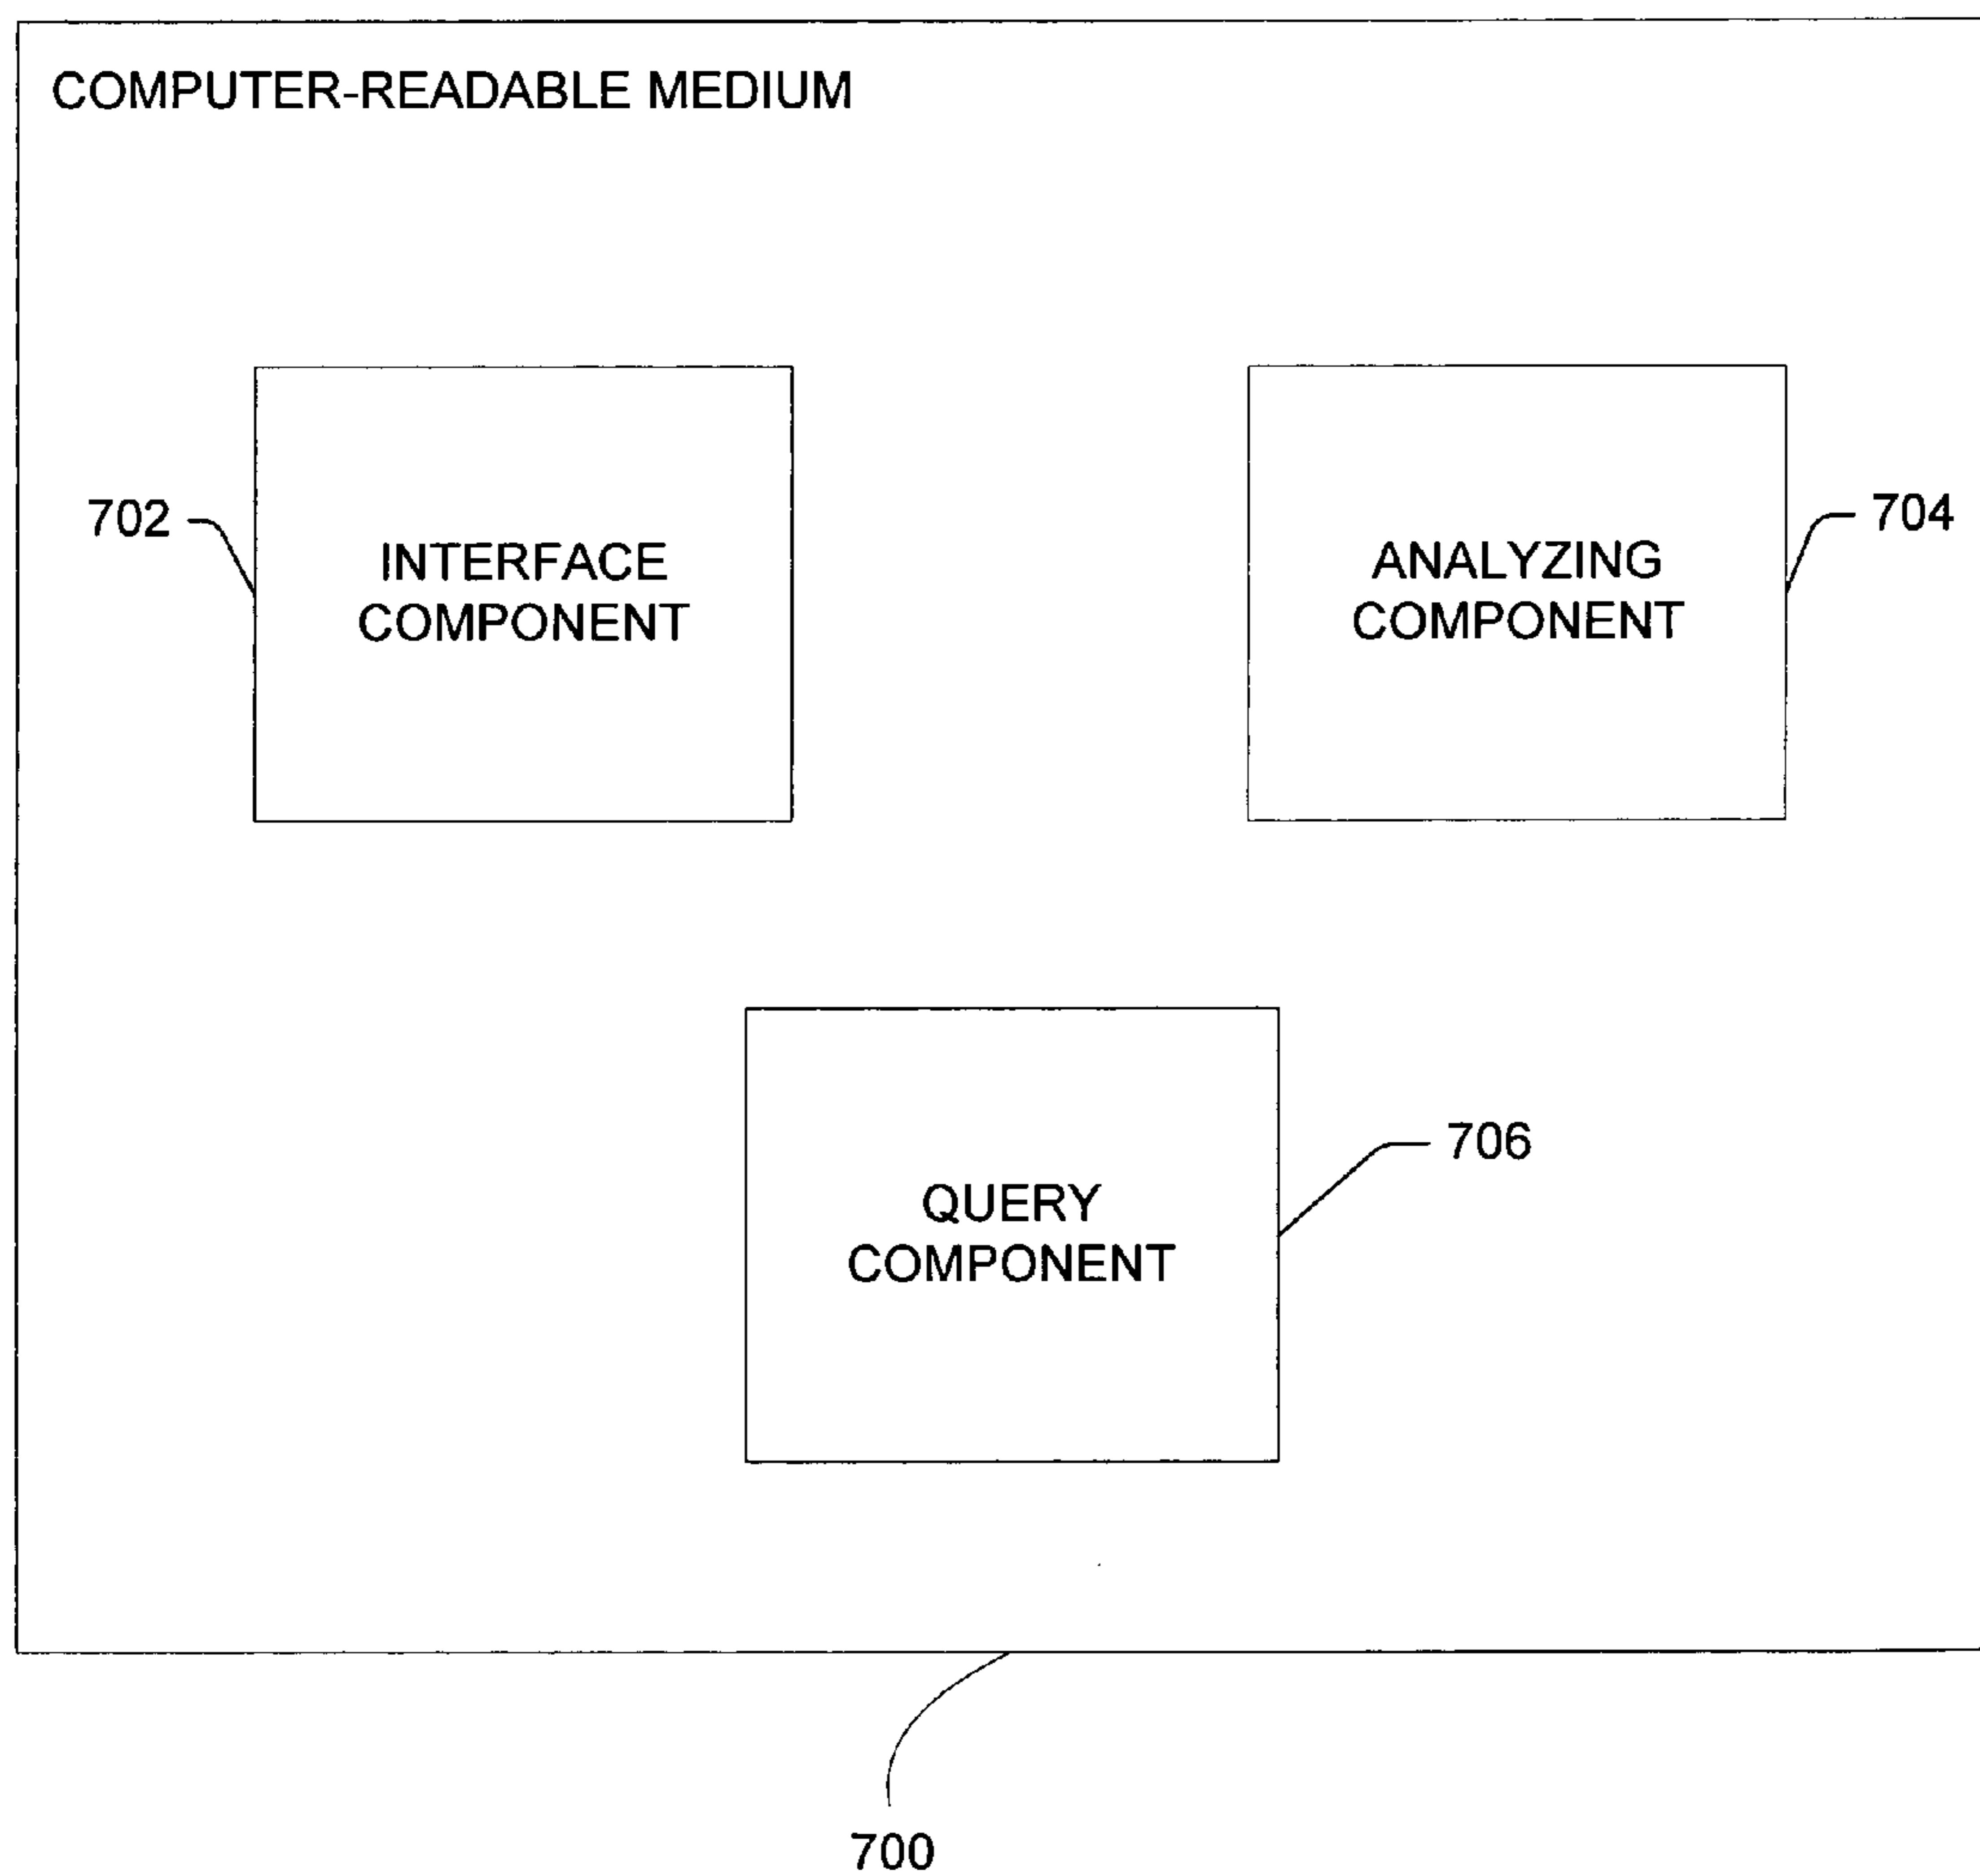 COMPUTER-READABLE MEDIUM
702
INTERFACE
COMPONENT
704
ANALYZING
COMPONENT
706
QUERY
COMPONENT
700